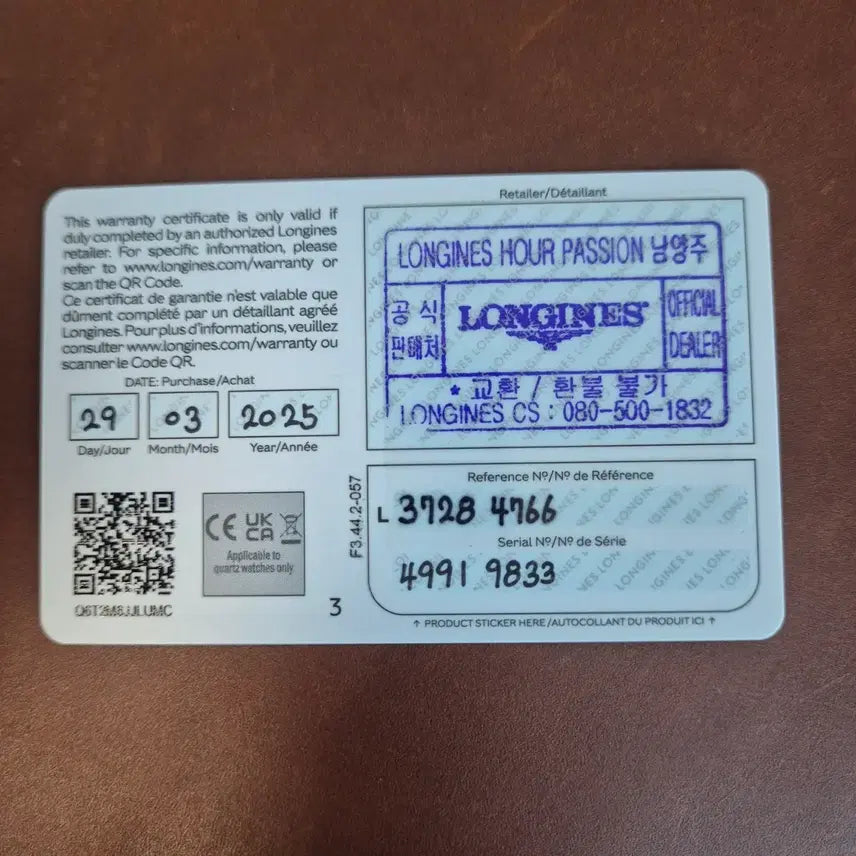 This warranty certificate is only valid if
duly completed by an authorized Longines
retailer. For specific information, please
refer to www.longines.com/warranty or
scan the QR Code.
Ce certificat de garantie n'est valable que
dûment complété par un détaillant agréé
Longines. Pour plus d'informations, veuillez
consulter www.longines.com/warranty ou
scanner le Code QR.
DATE: Purchase/Achat
29 03 2025
Day/Jour Month/Mois Year/Année
Q6T2M8JJLUMC
CE UK CA
Applicable to
quartz watches only
3
F3.44.2-057
Retailer/Détaillant
LONGINES HOUR PASSION 남양주
공식
판매처
LONGINES
OFFICIAL
DEALER
* 교환 / 환불 불가
LONGINES CS : 080-500-1832
Reference Nº/Nº de Référence
L 3728 4766
Serial Nº/Nº de Série
4991 9833
↑ PRODUCT STICKER HERE / AUTOCOLLANT DU PRODUIT ICI ↑